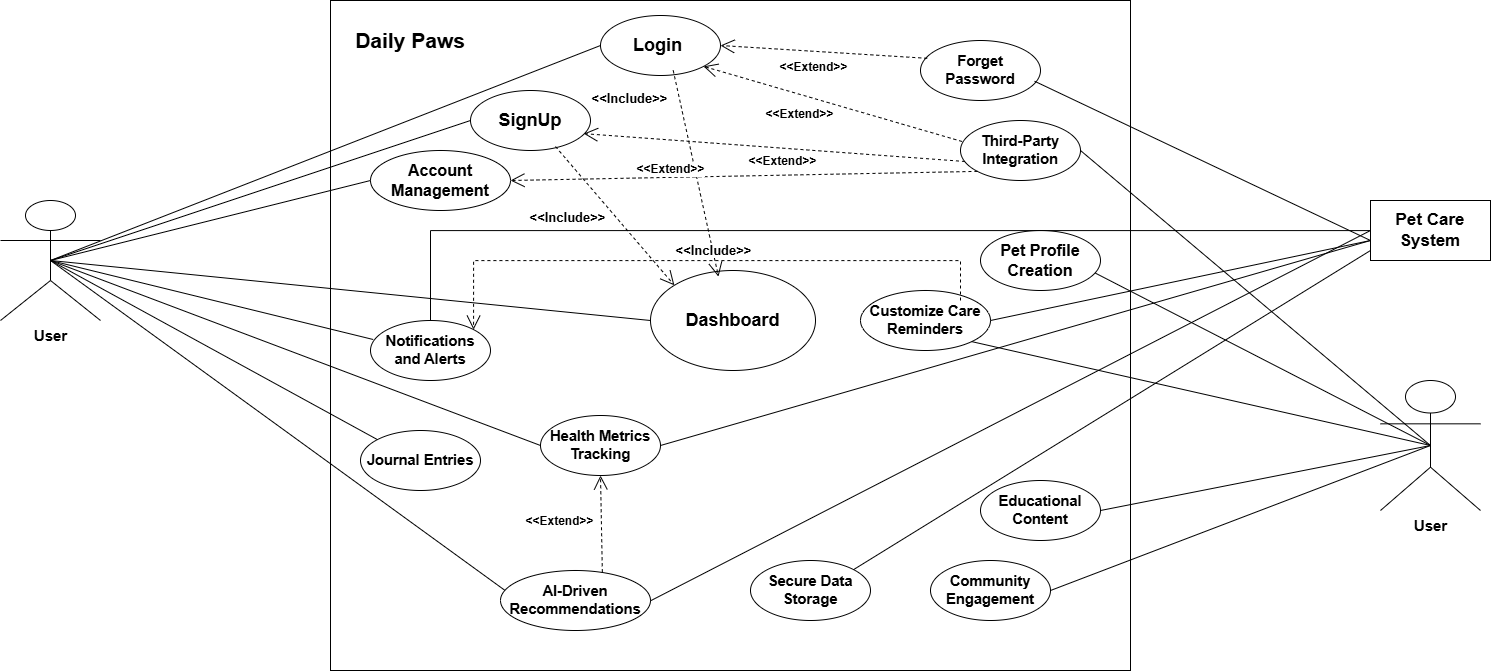 Daily Paws
Login
<<Extend>>
Forget
Password
<<Include>>
SignUp
<<Extend>>
Third-Party
Integration
<<Extend>>
<<Extend>>
Account
Management
<<Include>>
Pet Care
System
<<Include>>
Pet Profile
Creation
User
Dashboard
Customize Care
Reminders
Notifications
and Alerts
Health Metrics
Tracking
Journal Entries
<<Extend>>
Educational
Content
User
AI-Driven
Recommendations
Secure Data
Storage
Community
Engagement